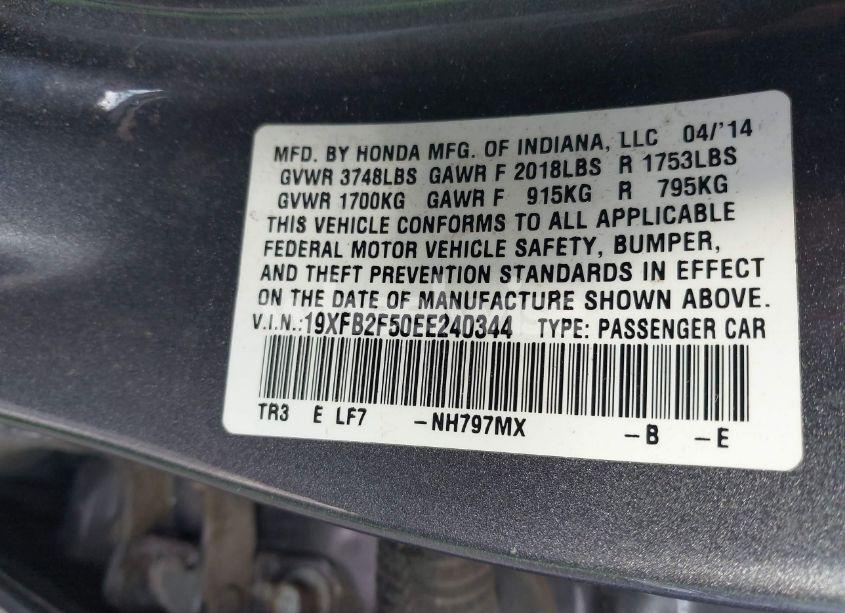 MFD. BY HONDA MFG. OF INDIANA, LLC 04/'14
GVWR 3748LBS GAWR F 2018LBS R 1753LBS
GVWR 1700KG GAWR F 915KG R 795KG
THIS VEHICLE CONFORMS TO ALL APPLICABLE
FEDERAL MOTOR VEHICLE SAFETY, BUMPER,
AND THEFT PREVENTION STANDARDS IN EFFECT
ON THE DATE OF MANUFACTURE SHOWN ABOVE.
V.I.N.:19XFB2F50EE240344 TYPE: PASSENGER CAR
TR3 E LF7 -NH797MX -B -E